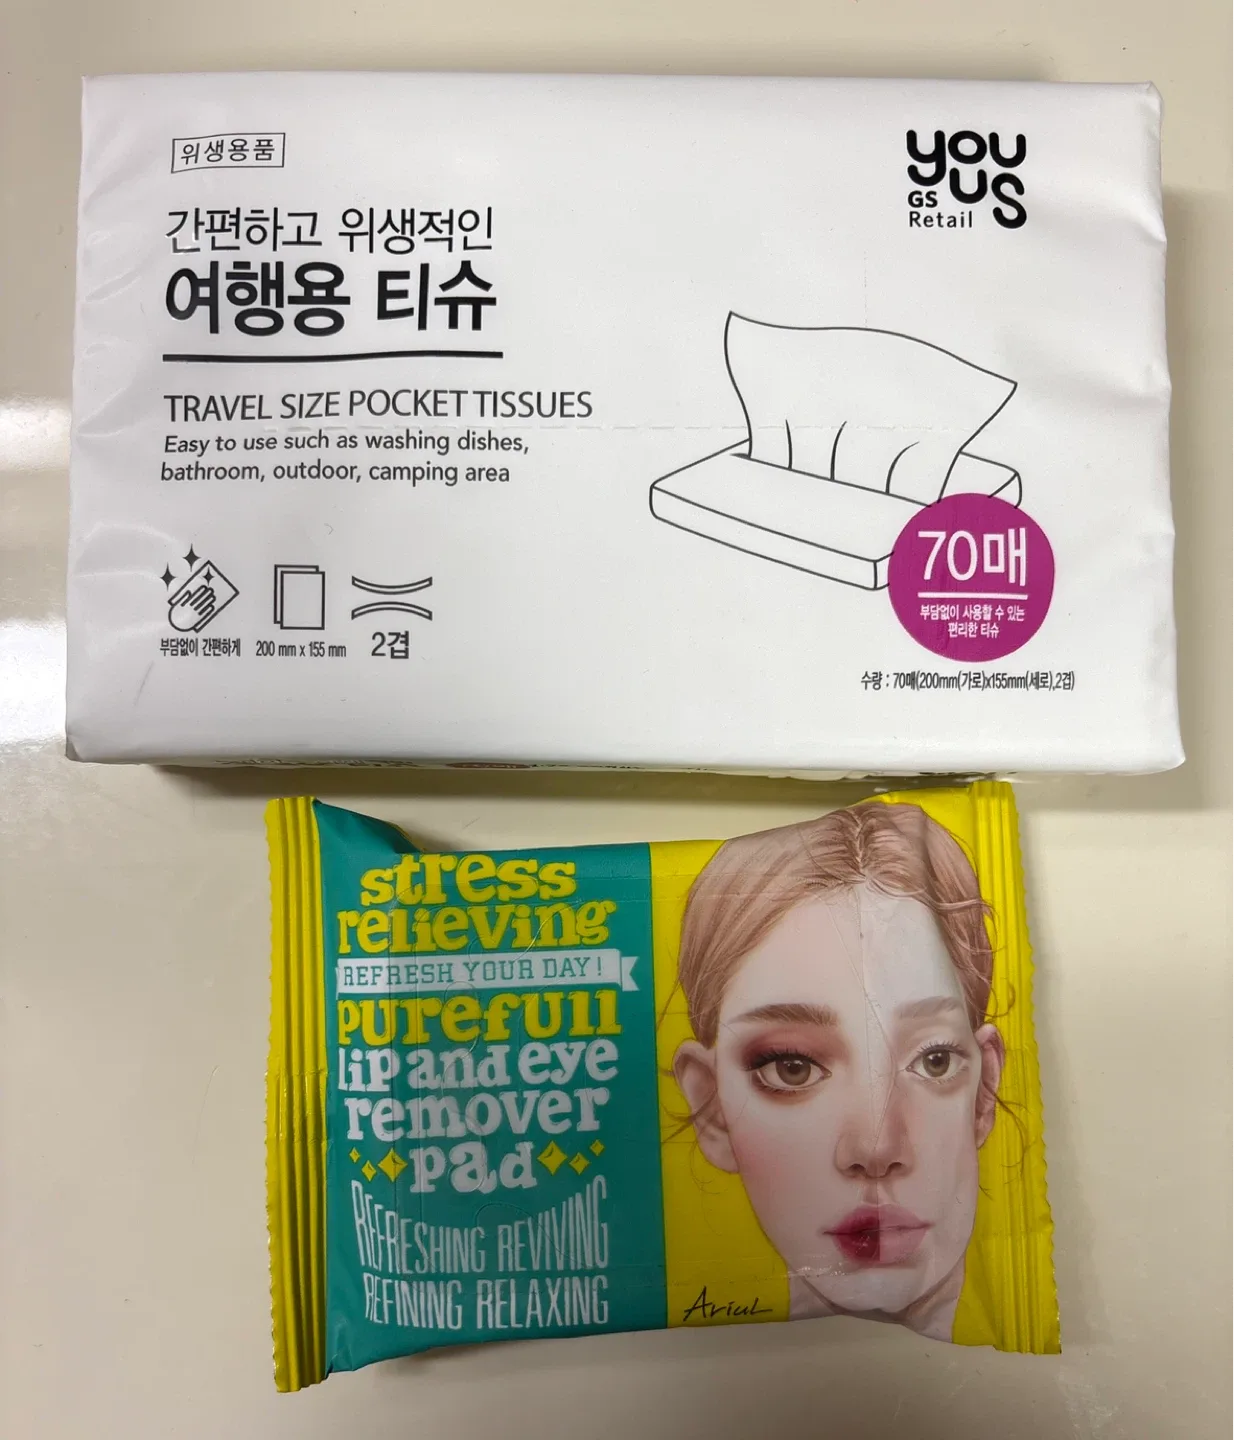 위생용품
you
us
GS
Retail
간편하고 위생적인
여행용 티슈
TRAVEL SIZE POCKET TISSUES
Easy to use such as washing dishes,
bathroom, outdoor, camping area
70매
부담없이 사용할 수 있는
편리한 티슈
부담없이 간편하게
200 mm x 155 mm
2겹
수량 : 70매(200mm(가로)x155mm(세로),2겹)
stress
relieving
REFRESH YOUR DAY!
purefull
lip and eye
remover
pad
REFRESHING REVIVING
REFINING RELAXING
Ariul